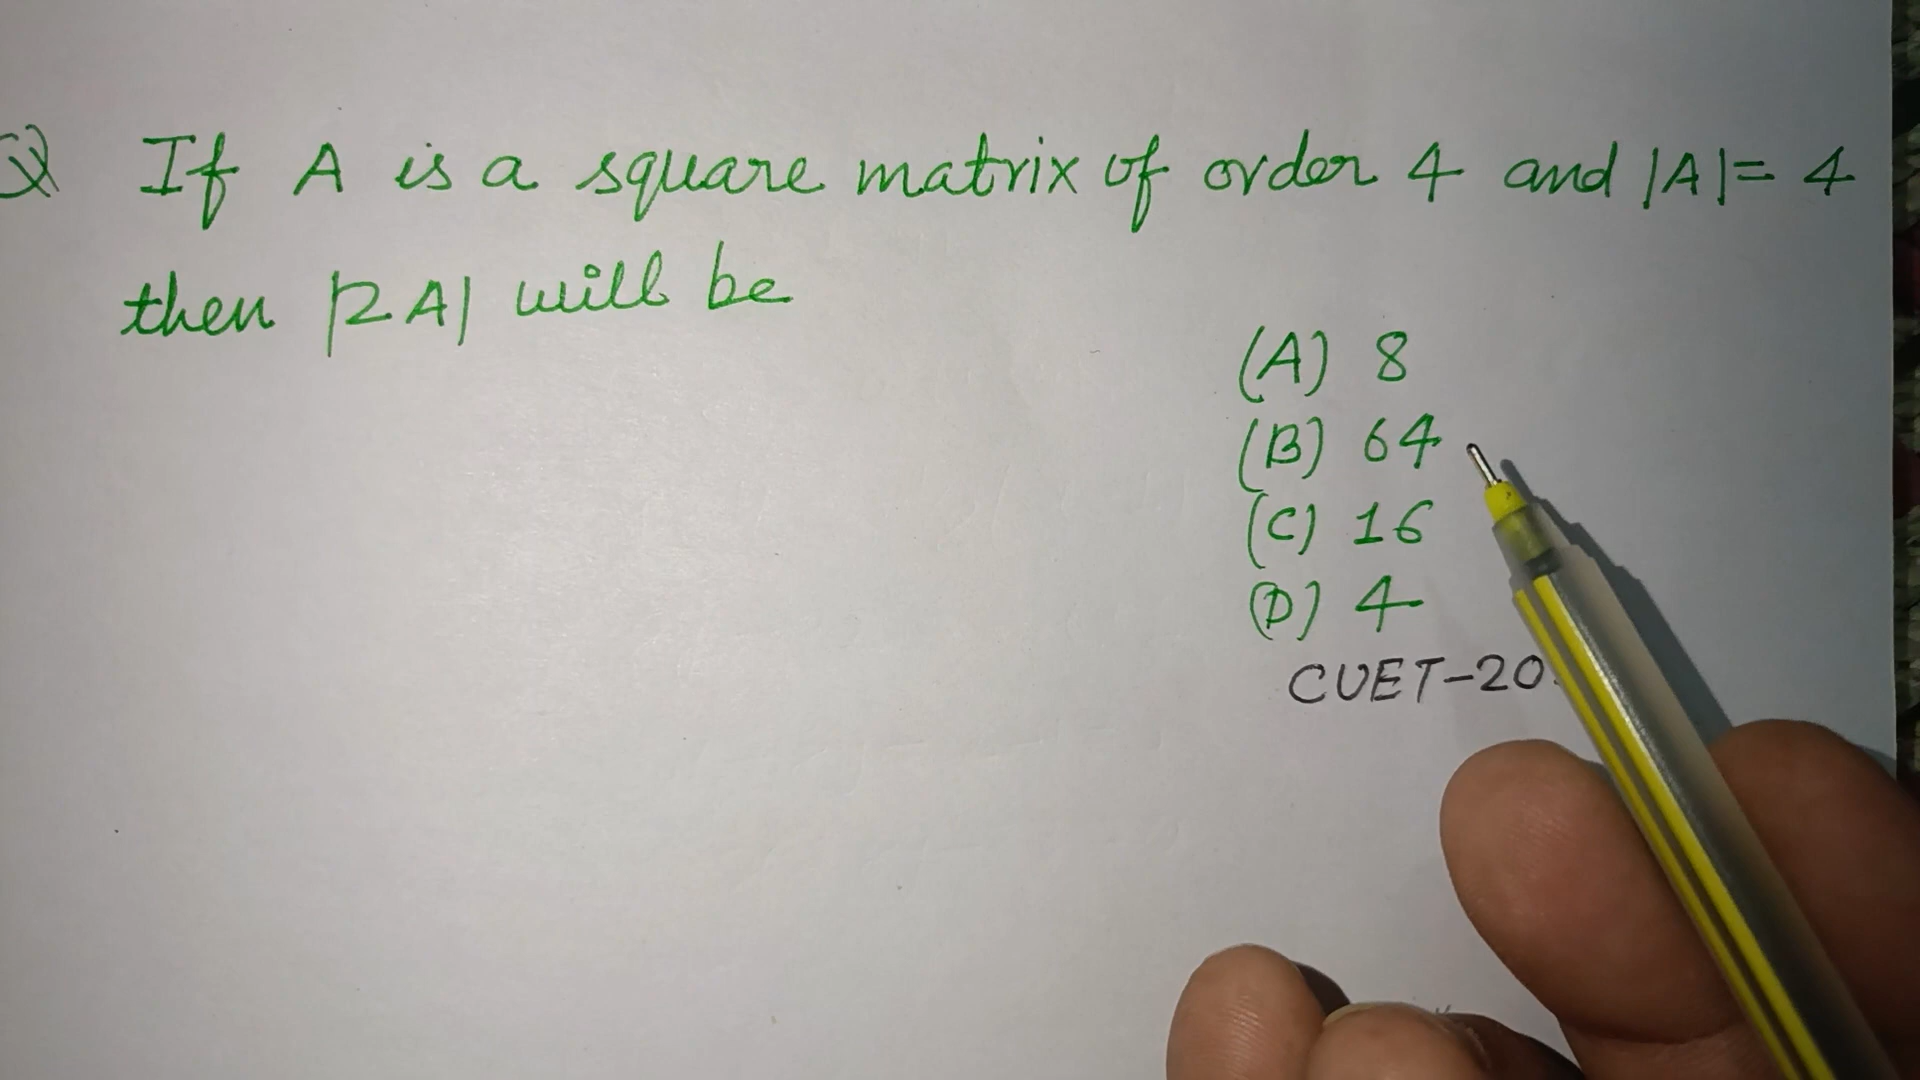 Q If A is a square matrix of order 4 and |A|= 4
then |2A| will be
(A) 8
(B) 64
(C) 16
(D) 4
CUET-20